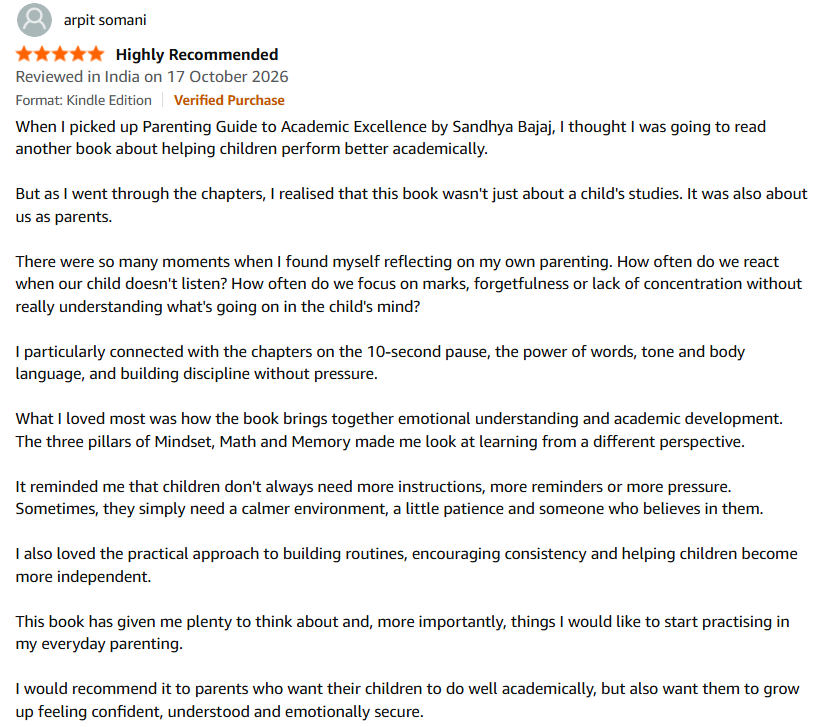 arpit somani
Highly Recommended
Reviewed in India on 17 October 2026
Format: Kindle Edition Verified Purchase
When I picked up Parenting Guide to Academic Excellence by Sandhya Bajaj, I thought I was going to read
another book about helping children perform better academically.
But as I went through the chapters, I realised that this book wasn't just about a child's studies. It was also about
us as parents.
There were so many moments when I found myself reflecting on my own parenting. How often do we react
when our child doesn't listen? How often do we focus on marks, forgetfulness or lack of concentration without
really understanding what's going on in the child's mind?
I particularly connected with the chapters on the 10-second pause, the power of words, tone and body
language, and building discipline without pressure.
What I loved most was how the book brings together emotional understanding and academic development.
The three pillars of Mindset, Math and Memory made me look at learning from a different perspective.
It reminded me that children don't always need more instructions, more reminders or more pressure.
Sometimes, they simply need a calmer environment, a little patience and someone who believes in them.
I also loved the practical approach to building routines, encouraging consistency and helping children become
more independent.
This book has given me plenty to think about and, more importantly, things I would like to start practising in
my everyday parenting.
I would recommend it to parents who want their children to do well academically, but also want them to grow
up feeling confident, understood and emotionally secure.